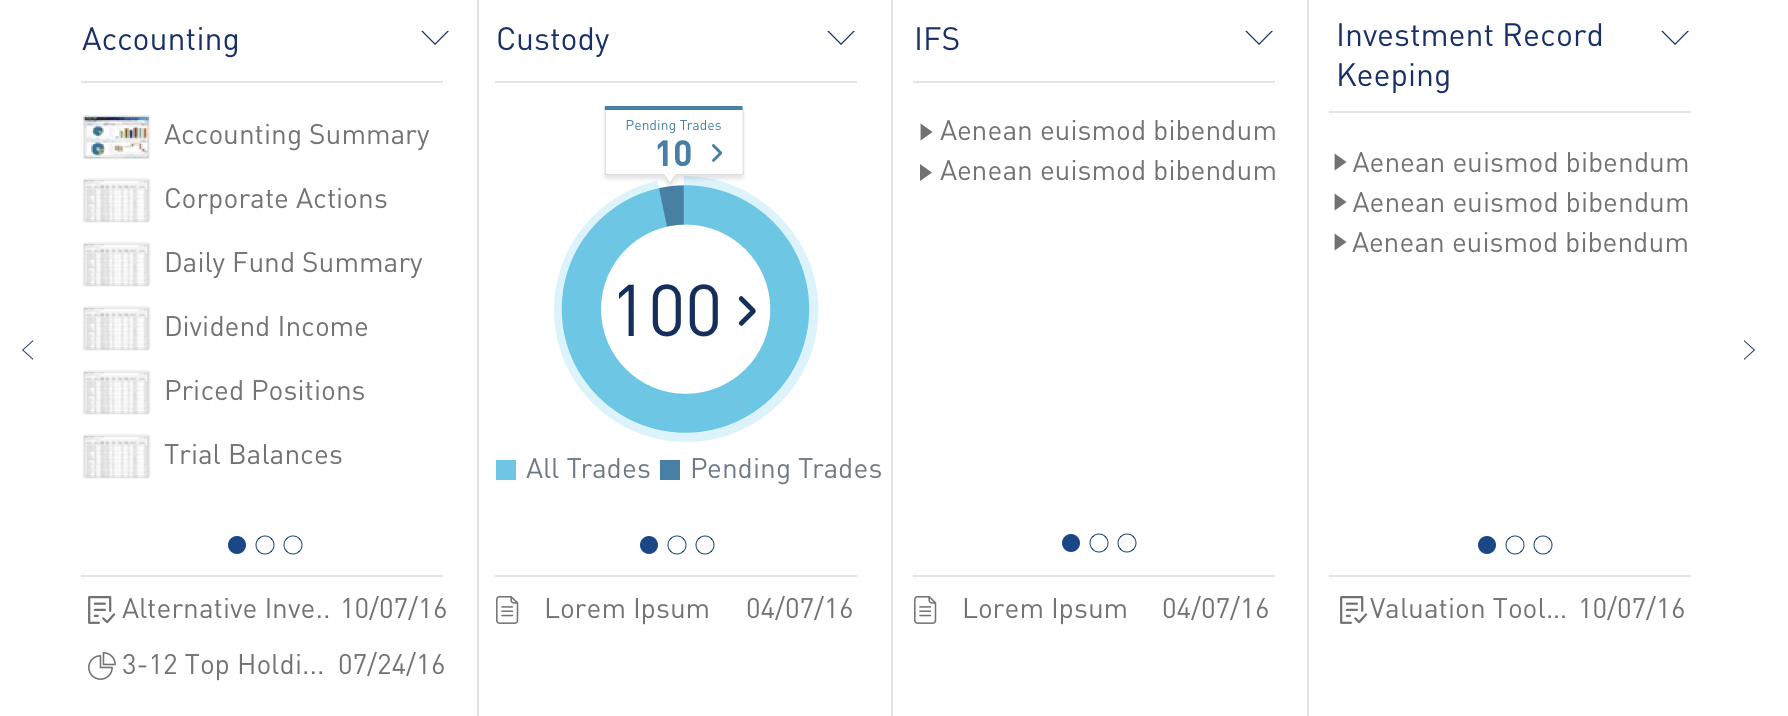 Accounting
Accounting Summary
Corporate Actions
Daily Fund Summary
Dividend Income
Priced Positions
Trial Balances
Alternative Inve.. 10/07/16
3-12 Top Holdi... 07/24/16
Custody
Pending Trades
10
100
All Trades Pending Trades
Lorem Ipsum 04/07/16
IFS
Aenean euismod bibendum
Aenean euismod bibendum
Lorem Ipsum 04/07/16
Investment Record
Keeping
Aenean euismod bibendum
Aenean euismod bibendum
Aenean euismod bibendum
Valuation Tool... 10/07/16